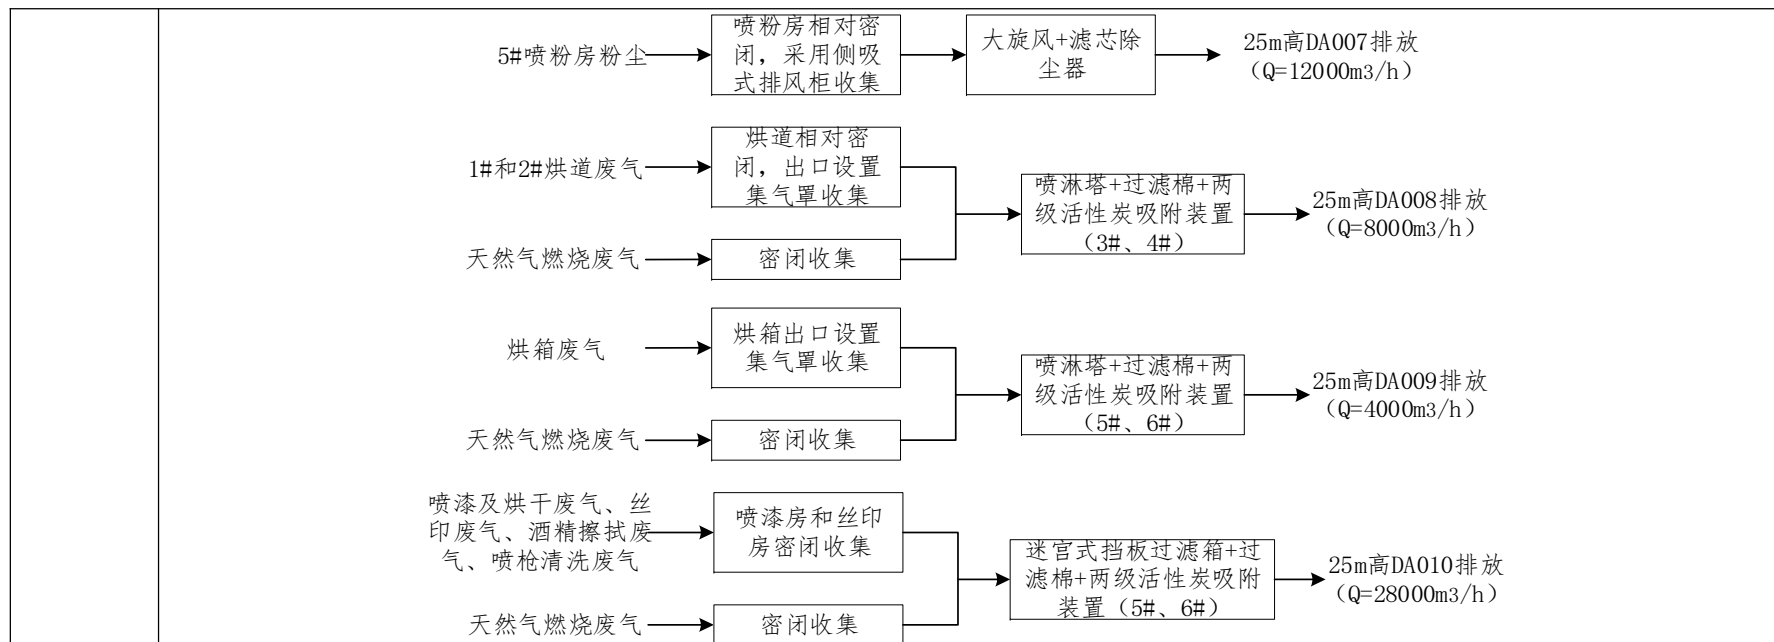 5#喷粉房粉尘
喷粉房相对密
闭，采用侧吸
式排风柜收集
大旋风+滤芯除
尘器
25m高DA007排放
（Q=12000m3/h）
1#和2#烘道废气
烘道相对密
闭，出口设置
集气罩收集
天然气燃烧废气
密闭收集
喷淋塔+过滤棉+两
级活性炭吸附装置
（3#、4#）
25m高DA008排放
（Q=8000m3/h）
烘箱废气
烘箱出口设置
集气罩收集
天然气燃烧废气
密闭收集
喷淋塔+过滤棉+两
级活性炭吸附装置
（5#、6#）
25m高DA009排放
（Q=4000m3/h）
喷漆及烘干废气、丝
印废气、酒精擦拭废
气、喷枪清洗废气
喷漆房和丝印
房密闭收集
天然气燃烧废气
密闭收集
迷宫式挡板过滤箱+过
滤棉+两级活性炭吸附
装置（5#、6#）
25m高DA010排放
（Q=28000m3/h）